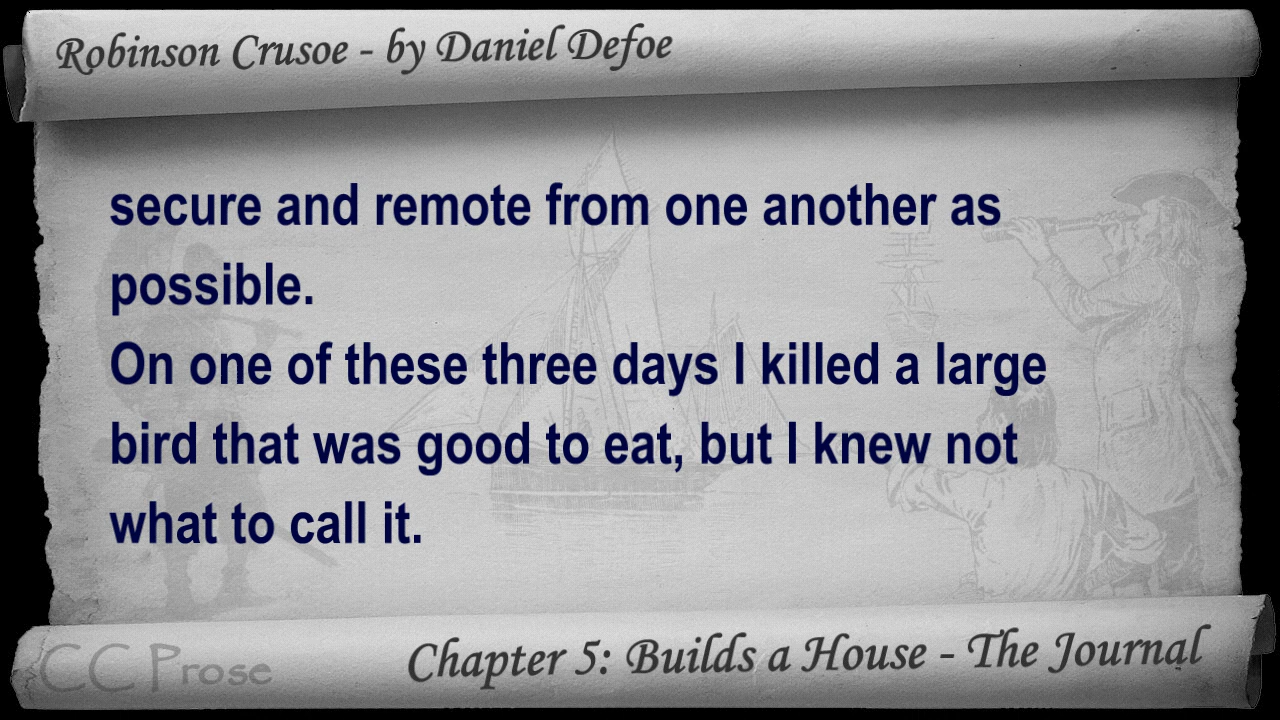 Robinson Crusoe - by Daniel Defoe
secure and remote from one another as
possible.
On one of these three days I killed a large
bird that was good to eat, but I knew not
what to call it.
CC Prose
Chapter 5: Builds a House - The Journal